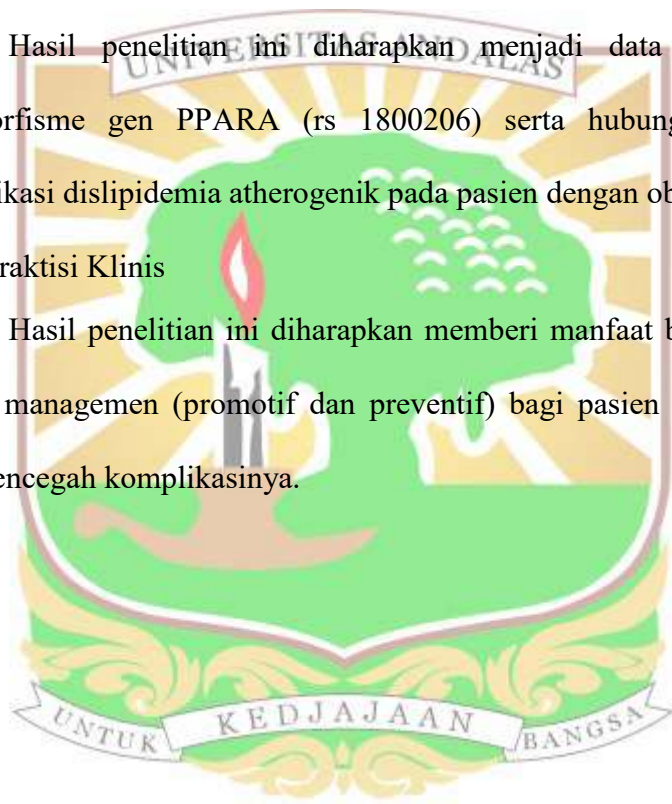 UNIVERSITAS ANDALAS
Hasil penelitian ini diharapkan menjadi data
orfisme gen PPARA (rs 1800206) serta hubung
ikasi dislipidemia atherogenik pada pasien dengan ob
raktisi Klinis
Hasil penelitian ini diharapkan memberi manfaat b
managemen (promotif dan preventif) bagi pasien
encegah komplikasinya.
UNTUK KEDJAJAAN BANGSA